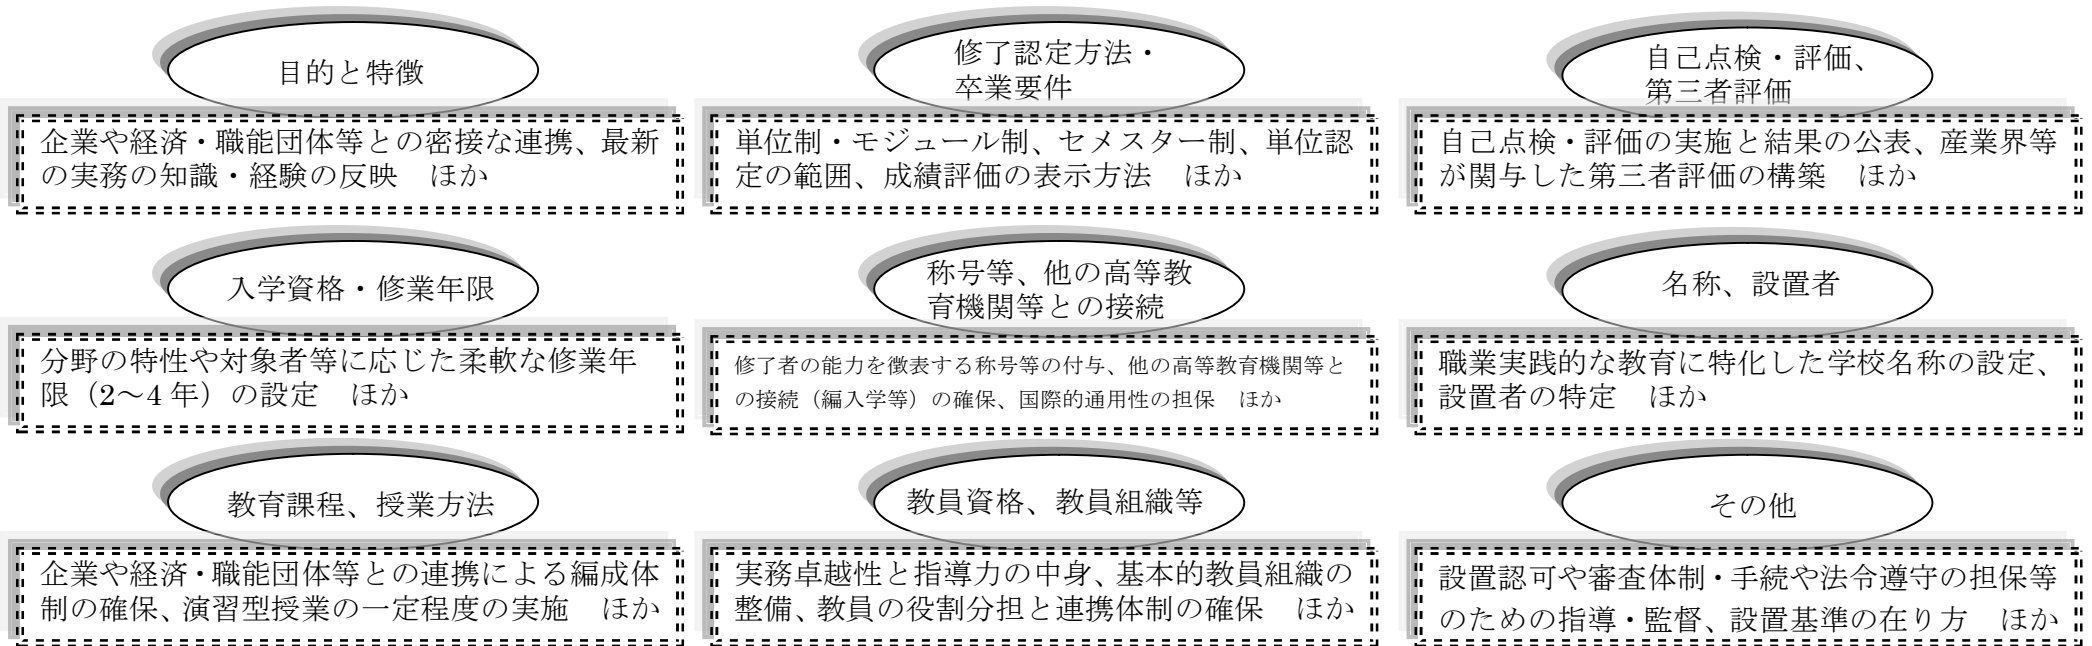 目的と特徴
企業や経済・職能団体等との密接な連携、最新
の実務の知識・経験の反映　ほか
修了認定方法・
卒業要件
単位制・モジュール制、セメスター制、単位認
定の範囲、成績評価の表示方法　ほか
自己点検・評価、
第三者評価
自己点検・評価の実施と結果の公表、産業界等
が関与した第三者評価の構築　ほか
入学資格・修業年限
分野の特性や対象者等に応じた柔軟な修業年
限（2～4 年）の設定　ほか
称号等、他の高等教
育機関等との接続
修了者の能力を徴表する称号等の付与、他の高等教育機関等と
の接続（編入学等）の確保、国際的通用性の担保　ほか
名称、設置者
職業実践的な教育に特化した学校名称の設定、
設置者の特定　ほか
教育課程、授業方法
企業や経済・職能団体等との連携による編成体
制の確保、演習型授業の一定程度の実施　ほか
教員資格、教員組織等
実務卓越性と指導力の中身、基本的教員組織の
整備、教員の役割分担と連携体制の確保　ほか
その他
設置認可や審査体制・手続や法令遵守の担保等
のための指導・監督、設置基準の在り方　ほか